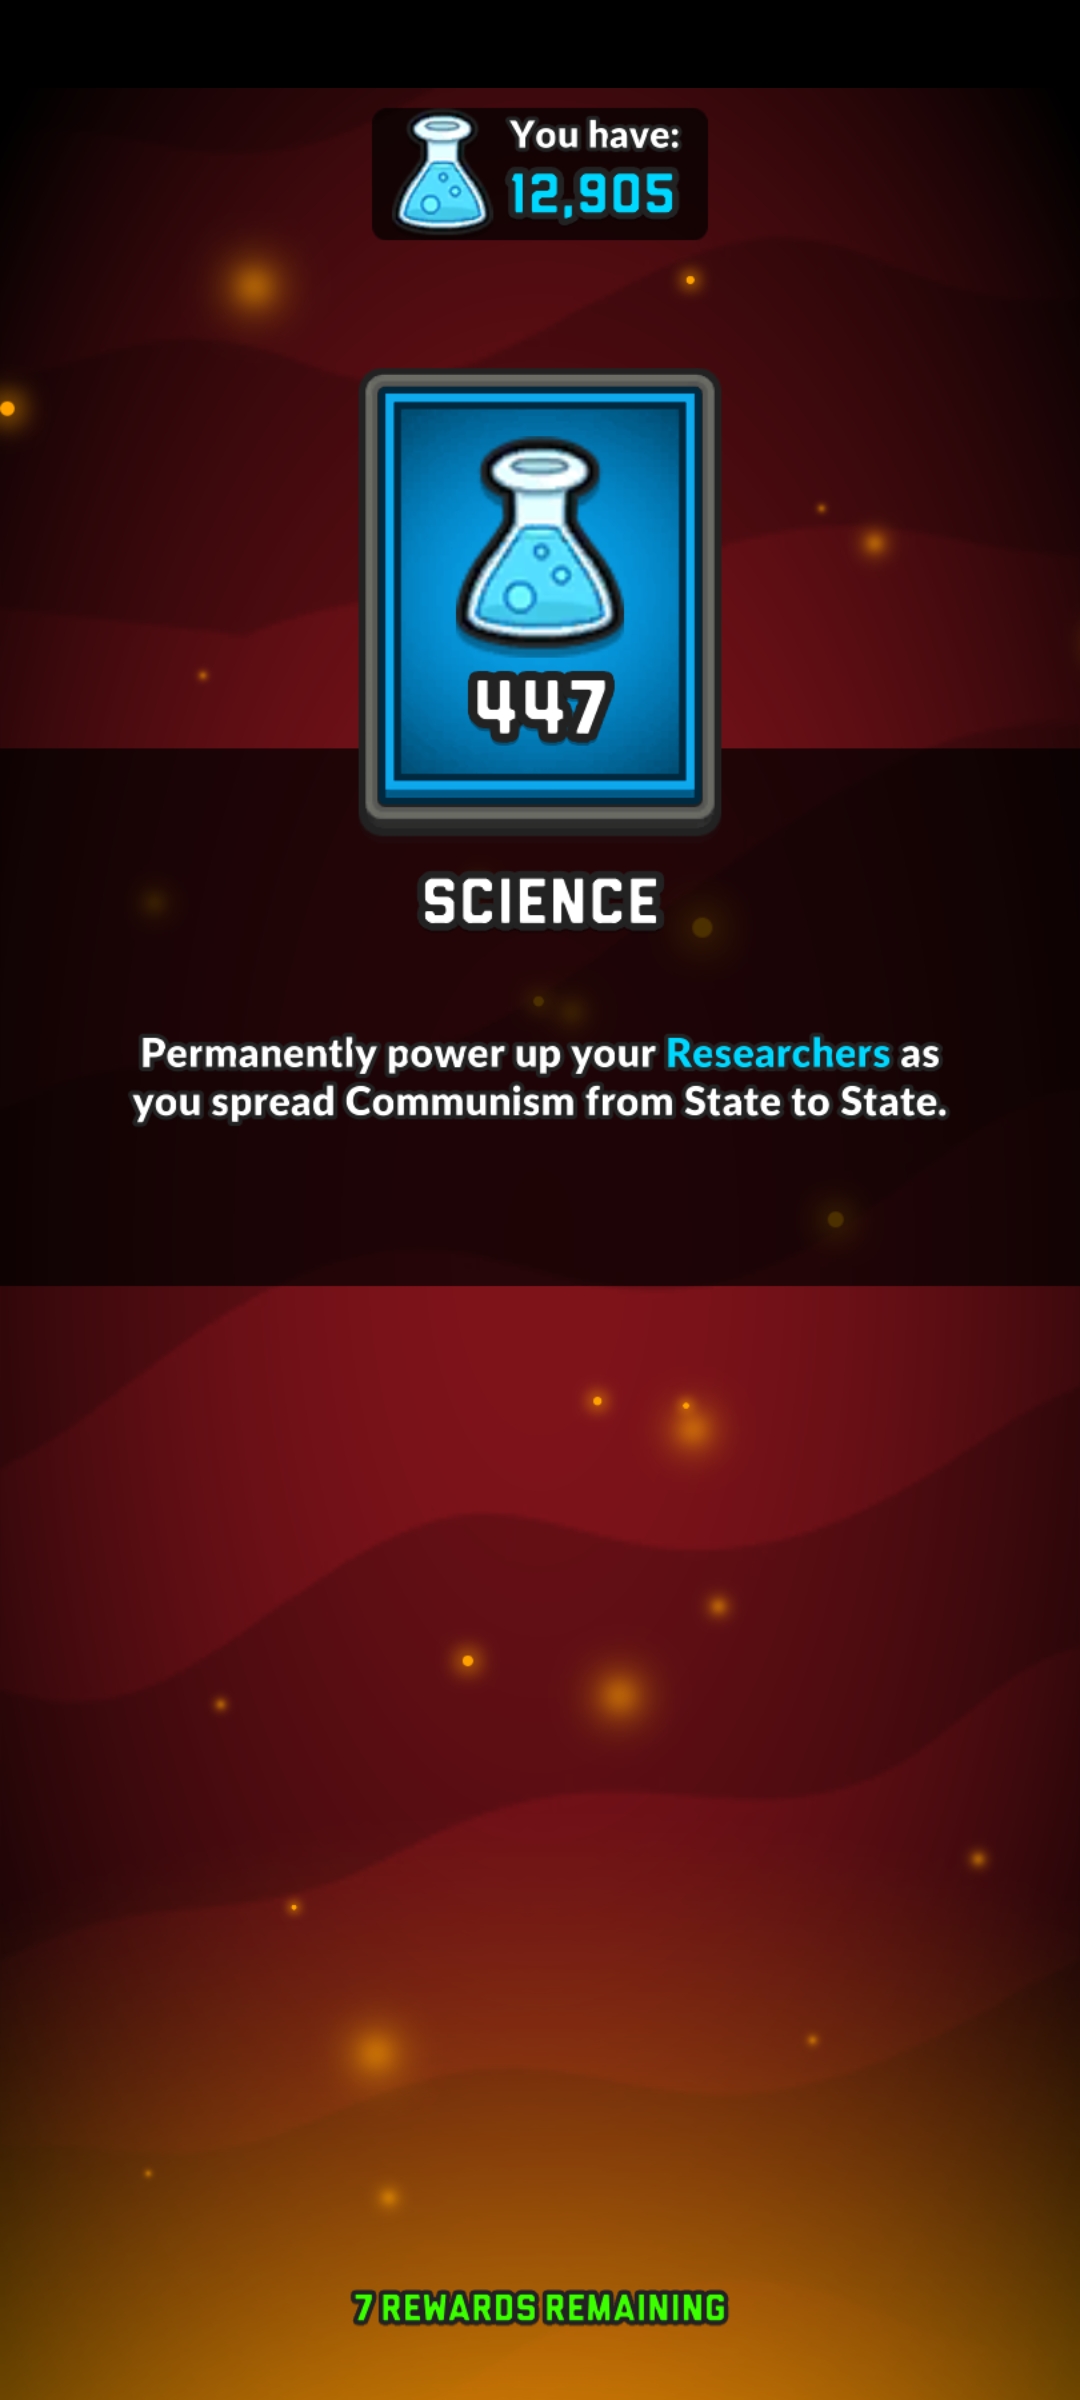 You have:
12,905
447
SCIENCE
Permanently power up your Researchers as
you spread Communism from State to State.
7 REWARDS REMAINING